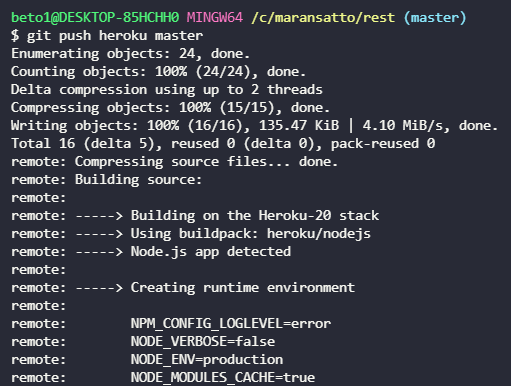 beto1@DESKTOP-85HCHH0 MINGW64 /c/maransatto/rest (master)
$ git push heroku master
Enumerating objects: 24, done.
Counting objects: 100% (24/24), done.
Delta compression using up to 2 threads
Compressing objects: 100% (15/15), done.
Writing objects: 100% (16/16), 135.47 KiB | 4.10 MiB/s, done.
Total 16 (delta 5), reused 0 (delta 0), pack-reused 0
remote: Compressing source files... done.
remote: Building source:
remote:
remote: -----> Building on the Heroku-20 stack
remote: -----> Using buildpack: heroku/nodejs
remote: -----> Node.js app detected
remote:
remote: -----> Creating runtime environment
remote:
remote:        NPM_CONFIG_LOGLEVEL=error
remote:        NODE_VERBOSE=false
remote:        NODE_ENV=production
remote:        NODE_MODULES_CACHE=true